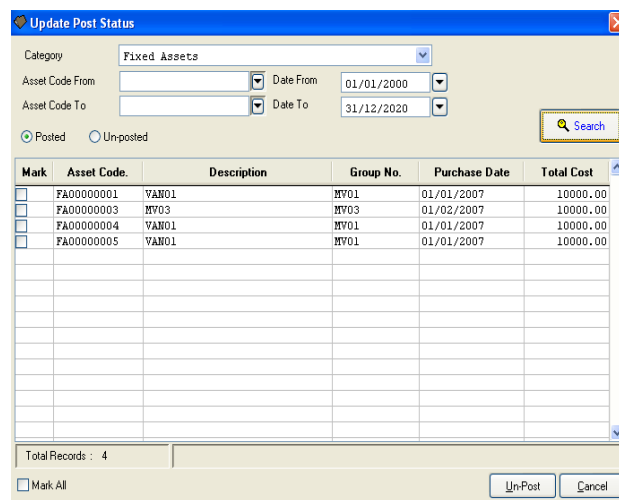 Update Post Status
Category Fixed Assets
Asset Code From Date From 01/01/2000
Asset Code To Date To 31/12/2020
Posted Un-posted Search
Mark Asset Code. Description Group No. Purchase Date Total Cost
FA00000001 VAN01 MV01 01/01/2007 10000.00
FA00000003 MV03 MV03 01/02/2007 10000.00
FA00000004 VAN01 MV01 01/01/2007 10000.00
FA00000005 VAN01 MV01 01/01/2007 10000.00
Total Records : 4
Mark All Un-Post Cancel